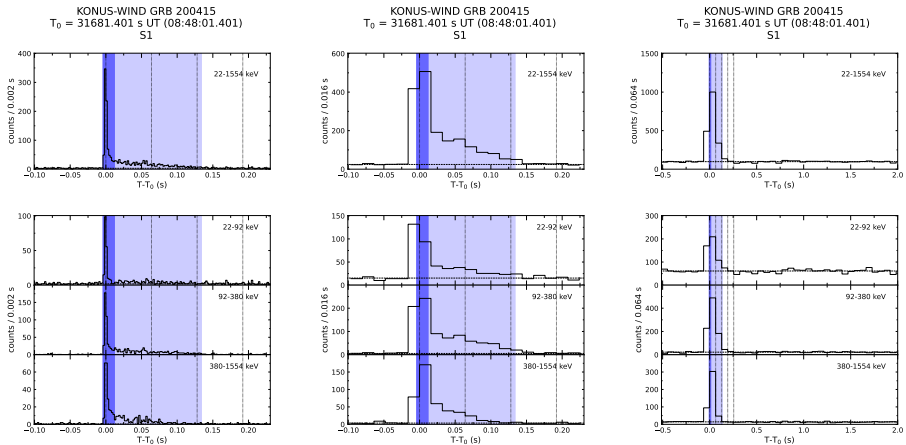 KONUS-WIND GRB 200415
T0 = 31681.401 s UT (08:48:01.401)
S1
400
300
200
100
0
counts / 0.002 s
22-1554 keV
−0.10 −0.05 0.00 0.05 0.10 0.15 0.20
T-T0 (s)
100
50
0
22-92 keV
counts / 0.002 s
150
100
50
0
92-380 keV
60
40
20
0
380-1554 keV
−0.10 −0.05 0.00 0.05 0.10 0.15 0.20
T-T0 (s)
KONUS-WIND GRB 200415
T0 = 31681.401 s UT (08:48:01.401)
S1
600
400
200
0
counts / 0.016 s
22-1554 keV
−0.10 −0.05 0.00 0.05 0.10 0.15 0.20
T-T0 (s)
150
100
50
0
22-92 keV
counts / 0.016 s
200
100
0
92-380 keV
150
100
50
0
380-1554 keV
−0.10 −0.05 0.00 0.05 0.10 0.15 0.20
T-T0 (s)
KONUS-WIND GRB 200415
T0 = 31681.401 s UT (08:48:01.401)
S1
1500
1000
500
0
counts / 0.064 s
22-1554 keV
−0.5 0.0 0.5 1.0 1.5 2.0
T-T0 (s)
300
200
100
0
22-92 keV
counts / 0.064 s
400
200
0
92-380 keV
300
200
100
0
380-1554 keV
−0.5 0.0 0.5 1.0 1.5 2.0
T-T0 (s)